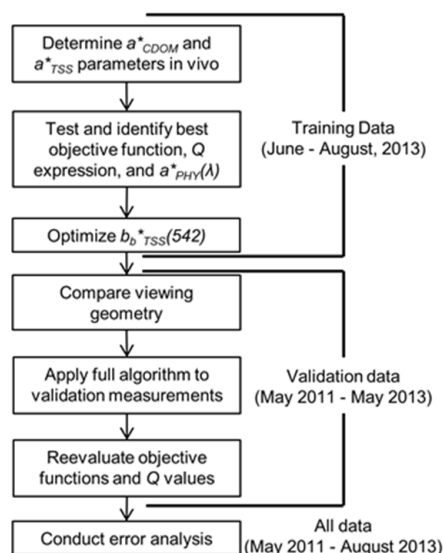 Determine a*CDOM and
a*TSS parameters in vivo
Test and identify best
objective function, Q
expression, and a*PHY(λ)
Optimize bb*TSS(542)
Training Data
(June - August, 2013)
Compare viewing
geometry
Apply full algorithm to
validation measurements
Reevaluate objective
functions and Q values
Validation data
(May 2011 - May 2013)
Conduct error analysis
All data
(May 2011 - August 2013)